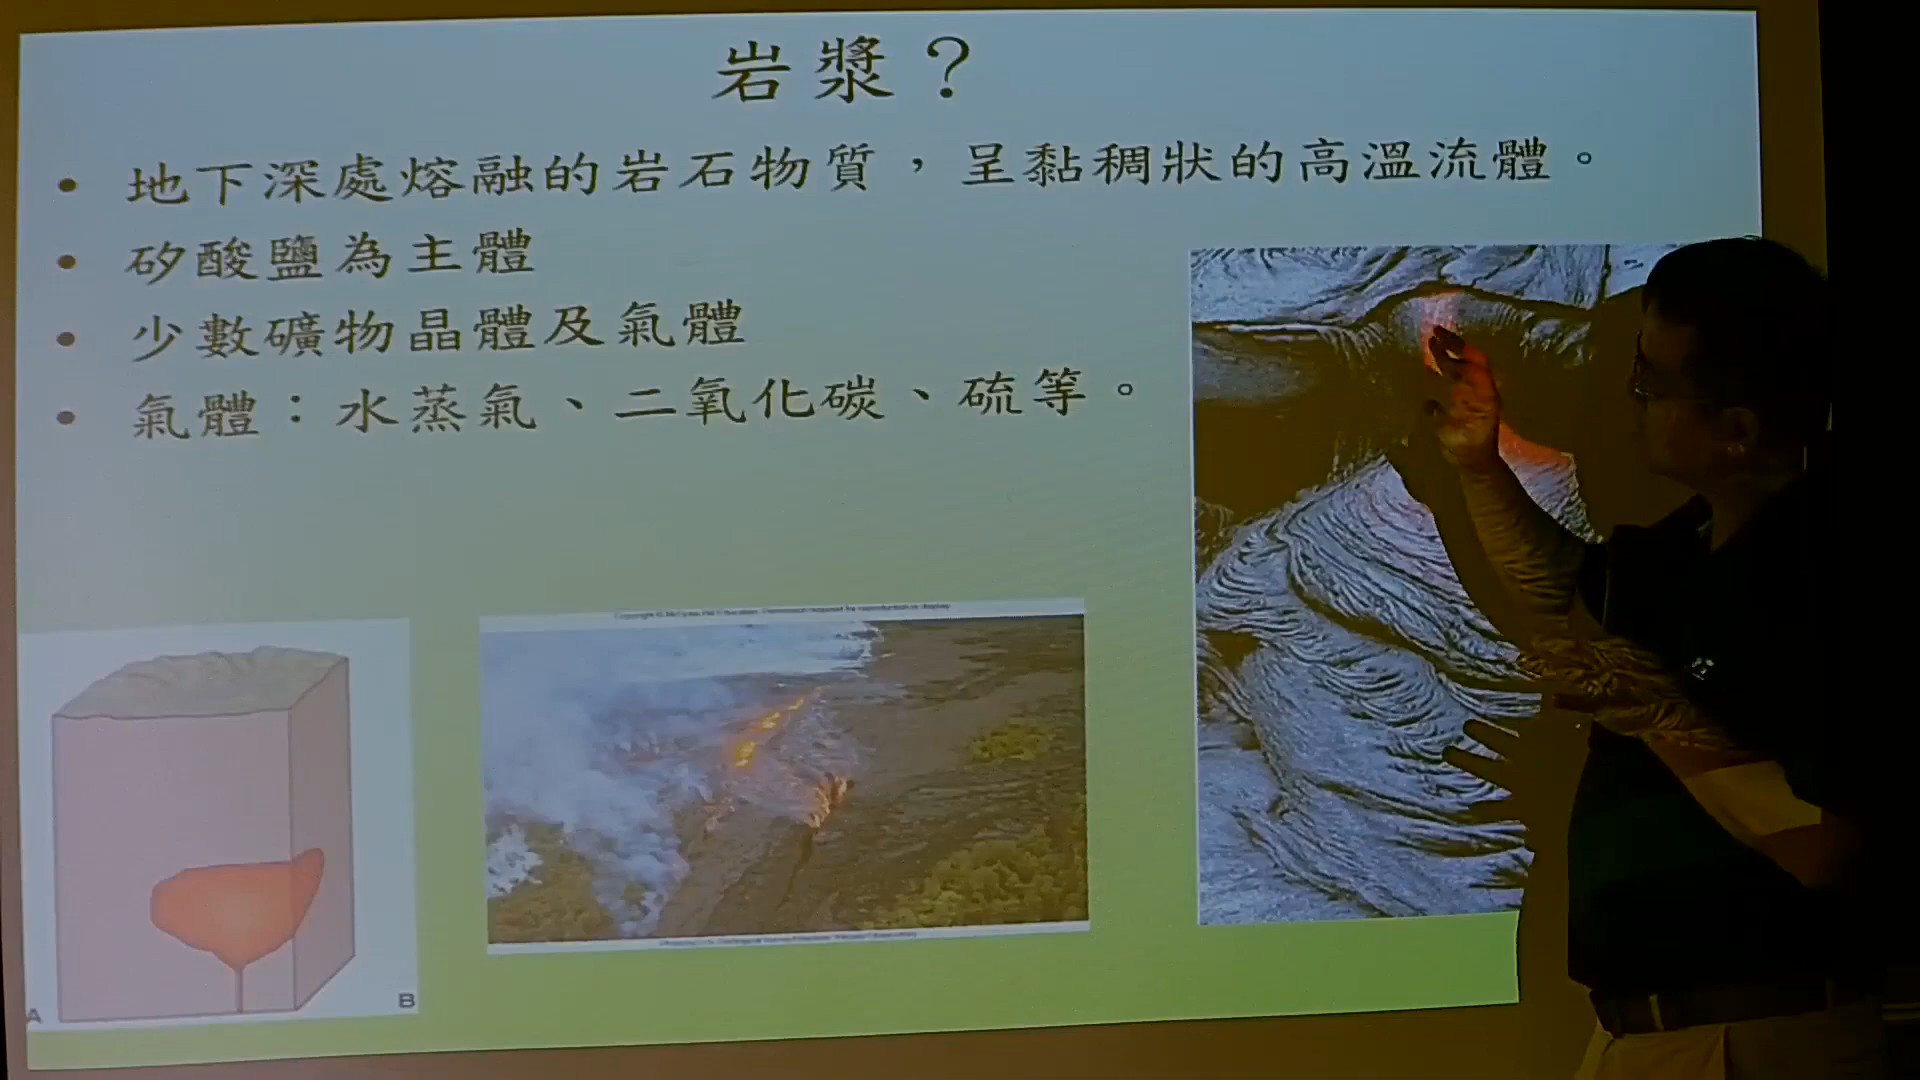 岩漿？
• 地下深處熔融的岩石物質，呈黏稠狀的高溫流體。
• 矽酸鹽為主體
• 少數礦物晶體及氣體
• 氣體：水蒸氣、二氧化碳、硫等。
A
B